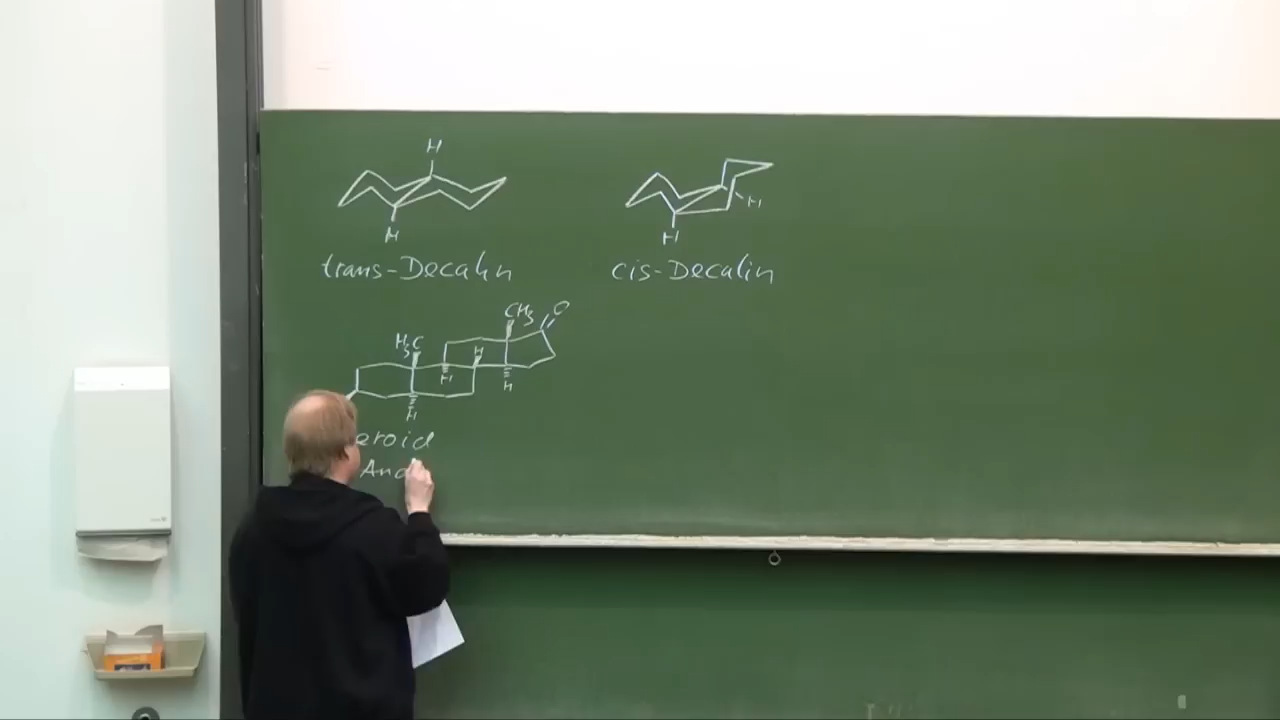 H
H
H
H
trans-Decalin
cis-Decalin
CH3
O
H3C
H
H
H
H
eroid
And